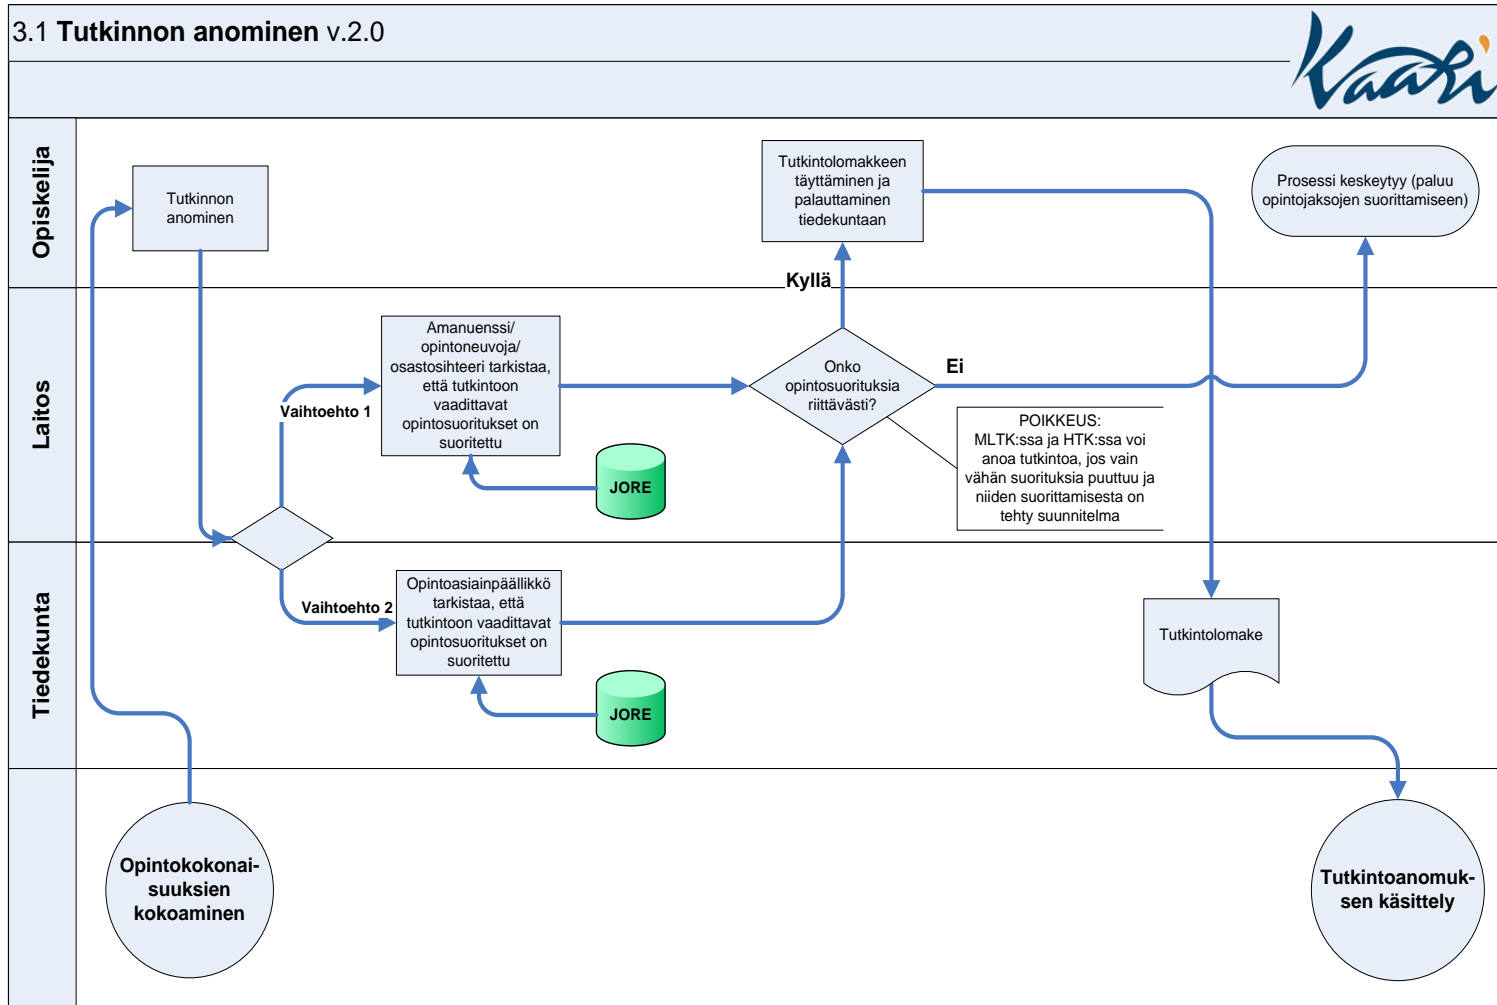 3.1 Tutkinnon anominen v.2.0
Kaari
Opiskelija
Tutkinnon
anominen
Tutkintolomakkeen
täyttäminen ja
palauttaminen
tiedekuntaan
Prosessi keskeytyy (paluu
opintojaksojen suorittamiseen)
Kyllä
Laitos
Amanuenssi/
opintoneuvoja/
osastosihteeri tarkistaa,
että tutkintoon
vaadittavat
opintosuoritukset on
suoritettu
Vaihtoehto 1
JORE
Onko
opintosuorituksia
riittävästi?
Ei
POIKKEUS:
MLTK:ssa ja HTK:ssa voi
anoa tutkintoa, jos vain
vähän suorituksia puuttuu ja
niiden suorittamisesta on
tehty suunnitelma
Tiedekunta
Vaihtoehto 2
Opintoasiainpäällikkö
tarkistaa, että
tutkintoon vaadittavat
opintosuoritukset on
suoritettu
JORE
Tutkintolomake
Opintokokonai-
suuksien
kokoaminen
Tutkintoanomuk-
sen käsittely